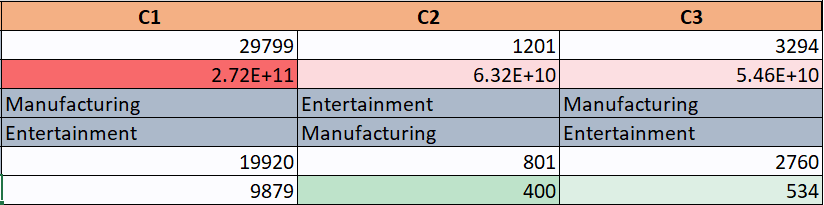 C1 C2 C3
29799 1201 3294
2.72E+11 6.32E+10 5.46E+10
Manufacturing Entertainment Manufacturing
Entertainment Manufacturing Entertainment
19920 801 2760
9879 400 534